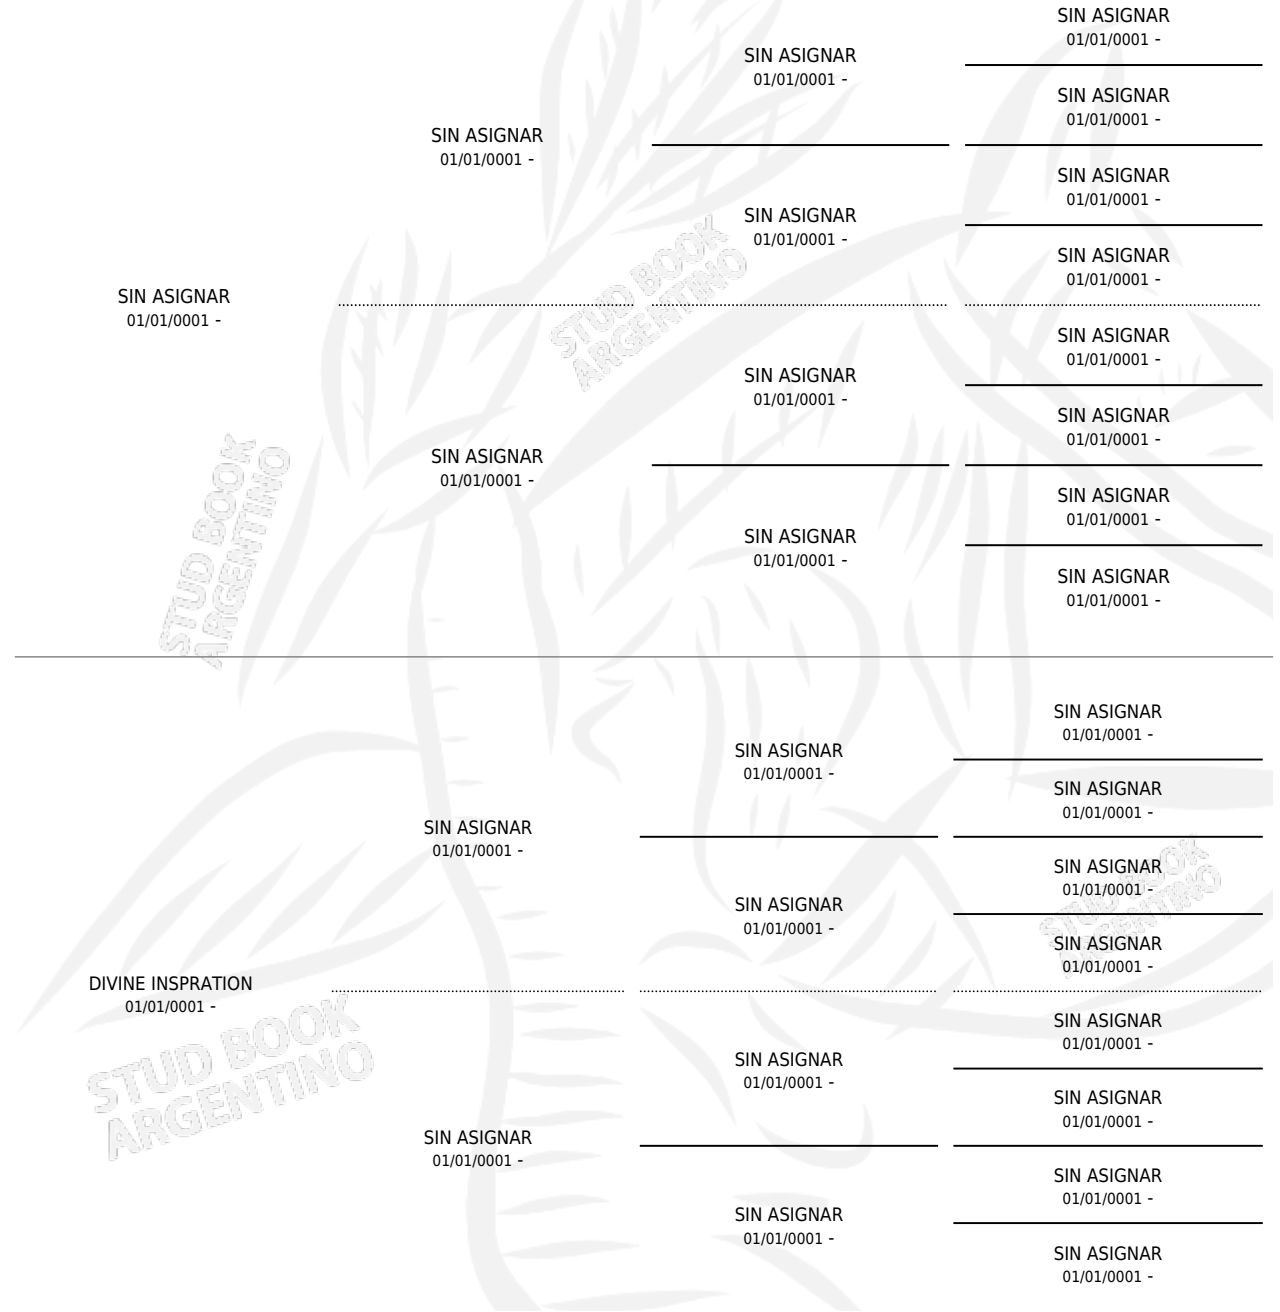 SIN ASIGNAR
01/01/0001 -
SIN ASIGNAR
01/01/0001 -
SIN ASIGNAR
01/01/0001 -
SIN ASIGNAR
01/01/0001 -
SIN ASIGNAR
01/01/0001 -
SIN ASIGNAR
01/01/0001 -
SIN ASIGNAR
01/01/0001 -
SIN ASIGNAR
01/01/0001 -
STUD BOOK
ARGENTINO
SIN ASIGNAR
01/01/0001 -
SIN ASIGNAR
01/01/0001 -
SIN ASIGNAR
01/01/0001 -
SIN ASIGNAR
01/01/0001 -
SIN ASIGNAR
01/01/0001 -
SIN ASIGNAR
01/01/0001 -
SIN ASIGNAR
01/01/0001 -
STUD BOOK
ARGENTINO
SIN ASIGNAR
01/01/0001 -
SIN ASIGNAR
01/01/0001 -
SIN ASIGNAR
01/01/0001 -
SIN ASIGNAR
01/01/0001 -
SIN ASIGNAR
01/01/0001 -
SIN ASIGNAR
01/01/0001 -
SIN ASIGNAR
01/01/0001 -
SIN ASIGNAR
01/01/0001 -
STUD BOOK
ARGENTINO
DIVINE INSPRATION
01/01/0001 -
STUD BOOK
ARGENTINO
SIN ASIGNAR
01/01/0001 -
SIN ASIGNAR
01/01/0001 -
SIN ASIGNAR
01/01/0001 -
SIN ASIGNAR
01/01/0001 -
SIN ASIGNAR
01/01/0001 -
SIN ASIGNAR
01/01/0001 -
SIN ASIGNAR
01/01/0001 -